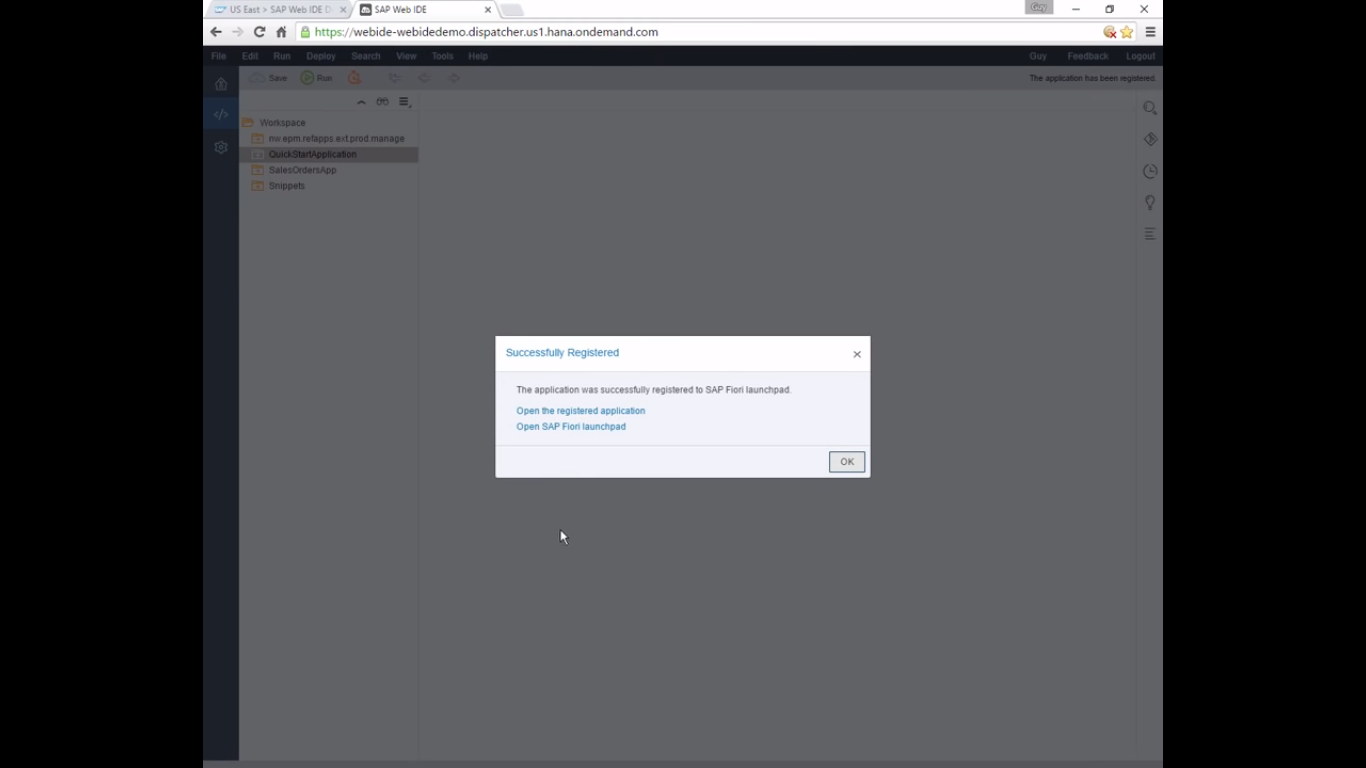 US East > SAP Web IDE D
SAP Web IDE
Guy
https://webide-webidedemo.dispatcher.us1.hana.ondemand.com
File Edit Run Deploy Search View Tools Help Guy Feedback Logout
Save Run The application has been registered.
Workspace
nw.epm.refapps.ext.prod.manage
QuickStartApplication
SalesOrdersApp
Snippets
Successfully Registered
The application was successfully registered to SAP Fiori launchpad.
Open the registered application
Open SAP Fiori launchpad
OK